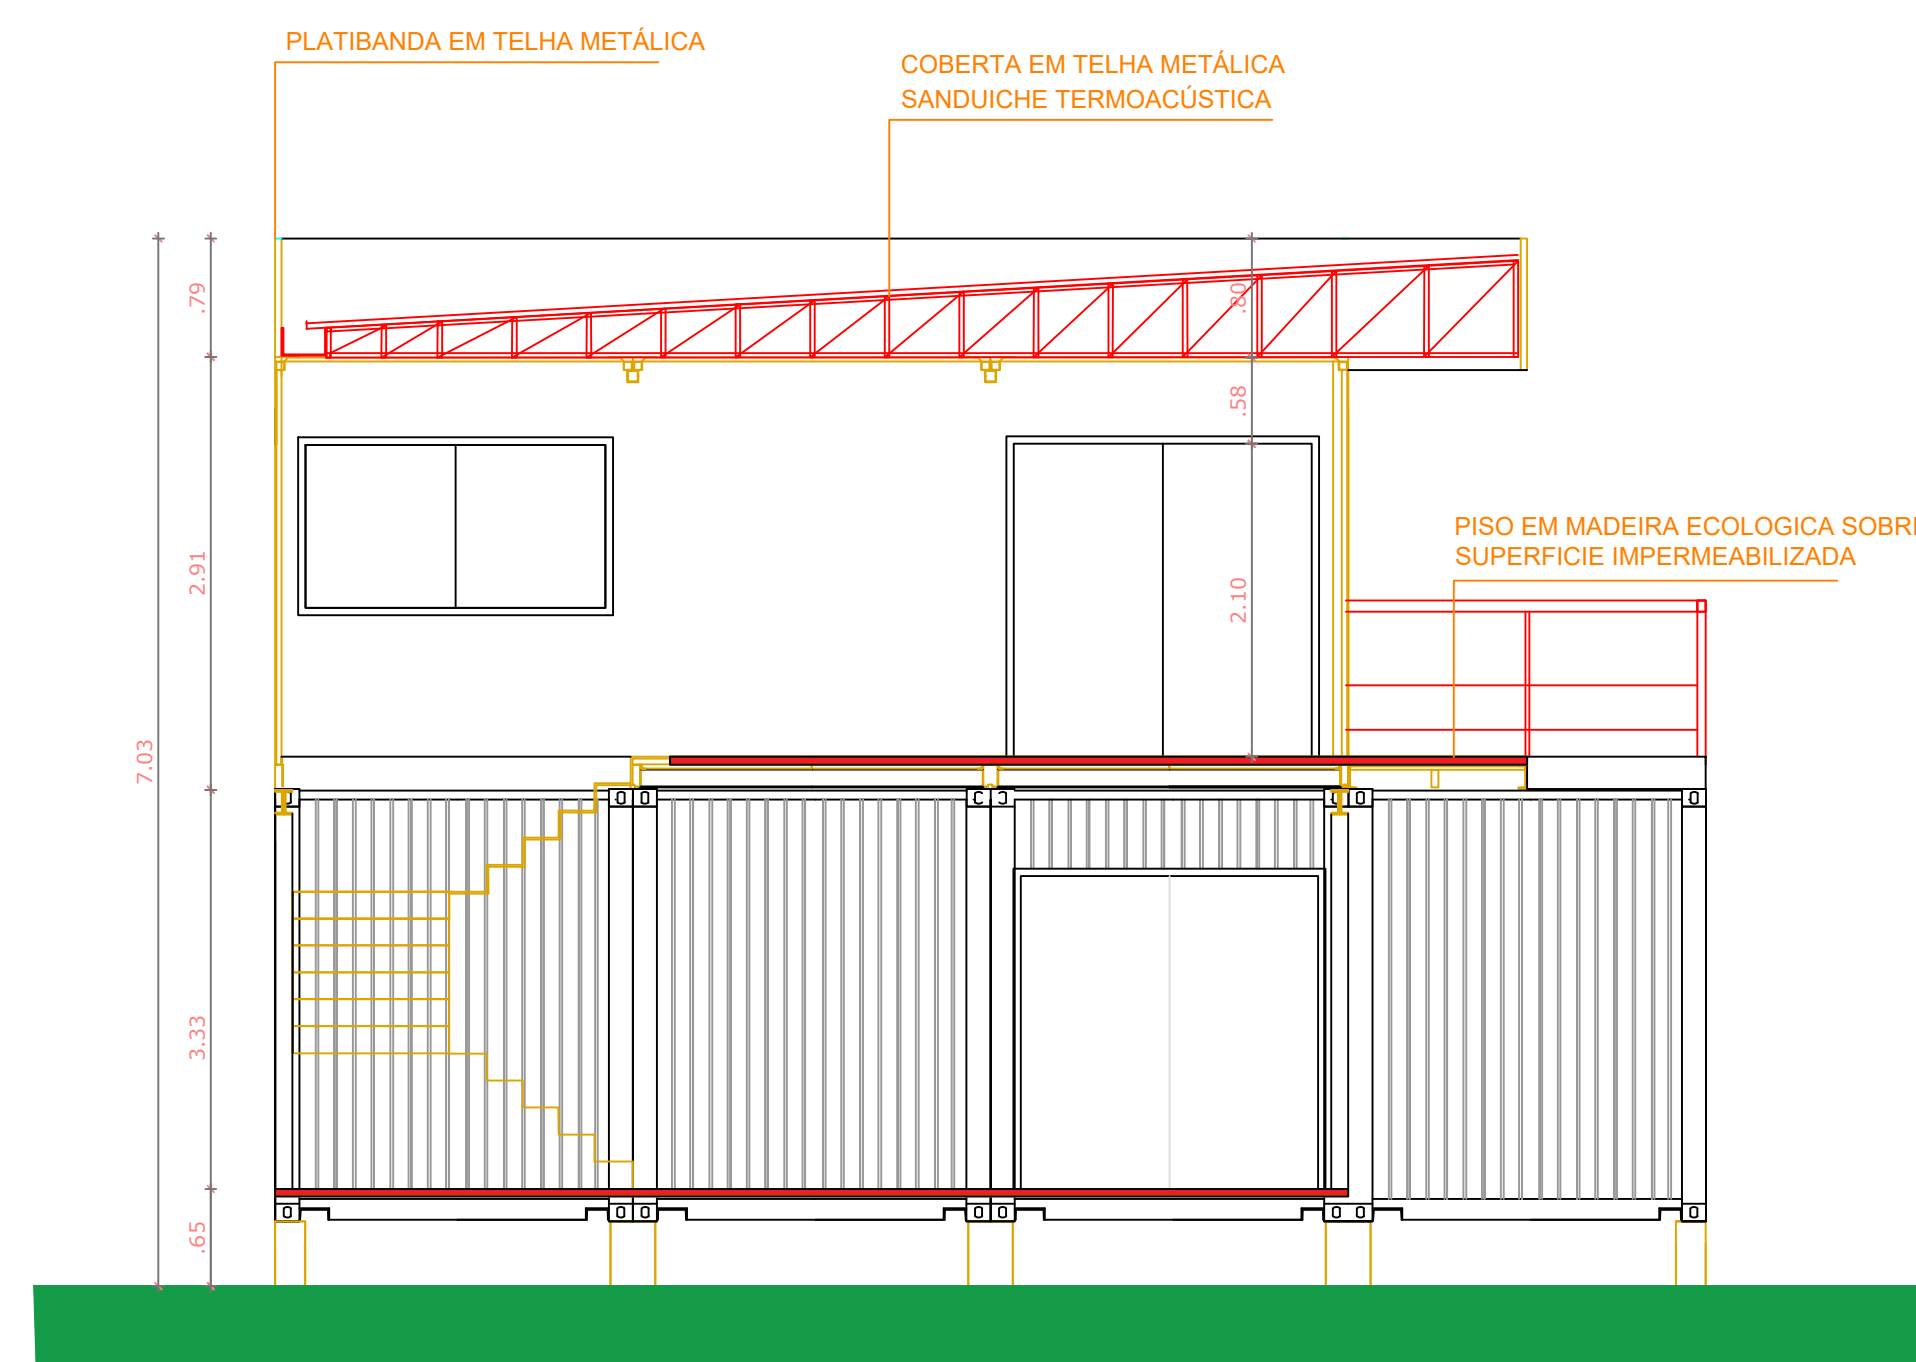 PLATIBANDA EM TELHA METÁLICA
COBERTA EM TELHA METÁLICA
SANDUICHE TERMOACÚSTICA
.79
.80
.58
2.91
PISO EM MADEIRA ECOLOGICA SOBRE
SUPERFICIE IMPERMEABILIZADA
2.10
7.03
3.33
.65